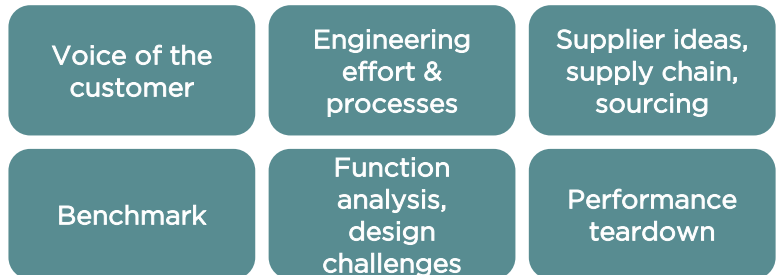 Voice of the
customer
Engineering
effort &
processes
Supplier ideas,
supply chain,
sourcing
Benchmark
Function
analysis,
design
challenges
Performance
teardown